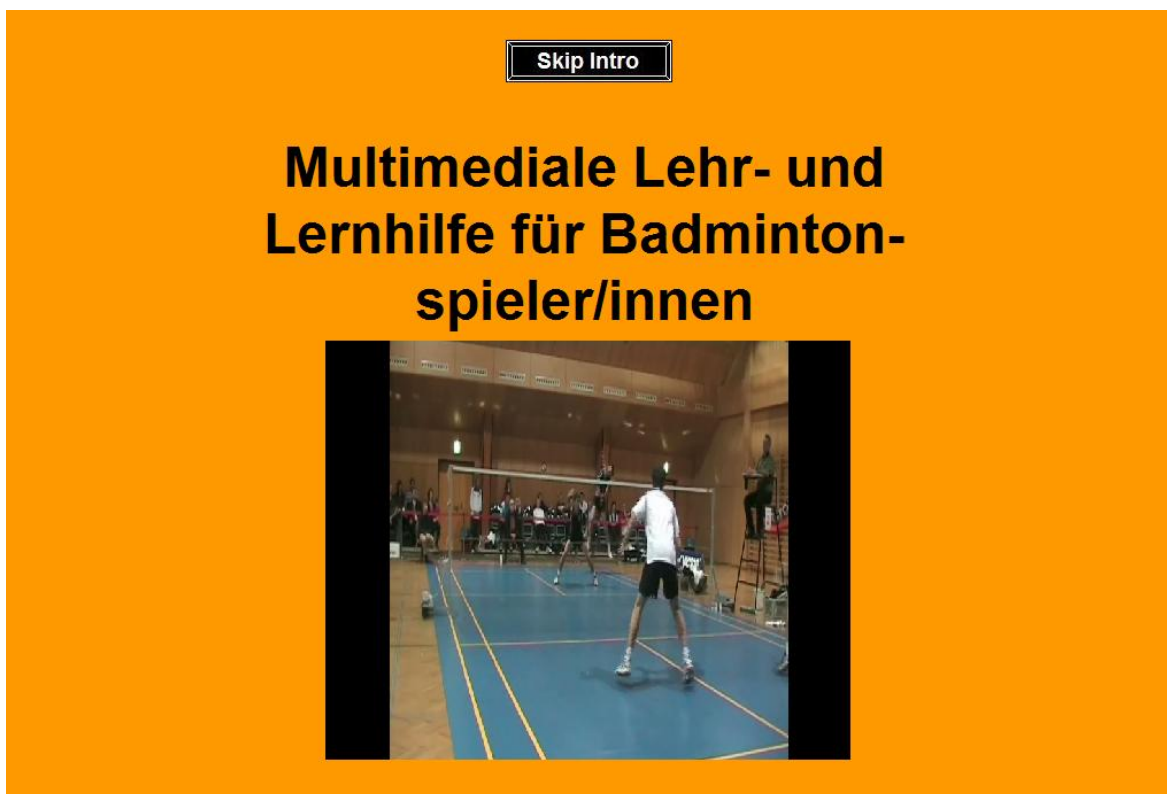 Skip Intro
Multimediale Lehr- und
Lernhilfe für Badminton-
spieler/innen